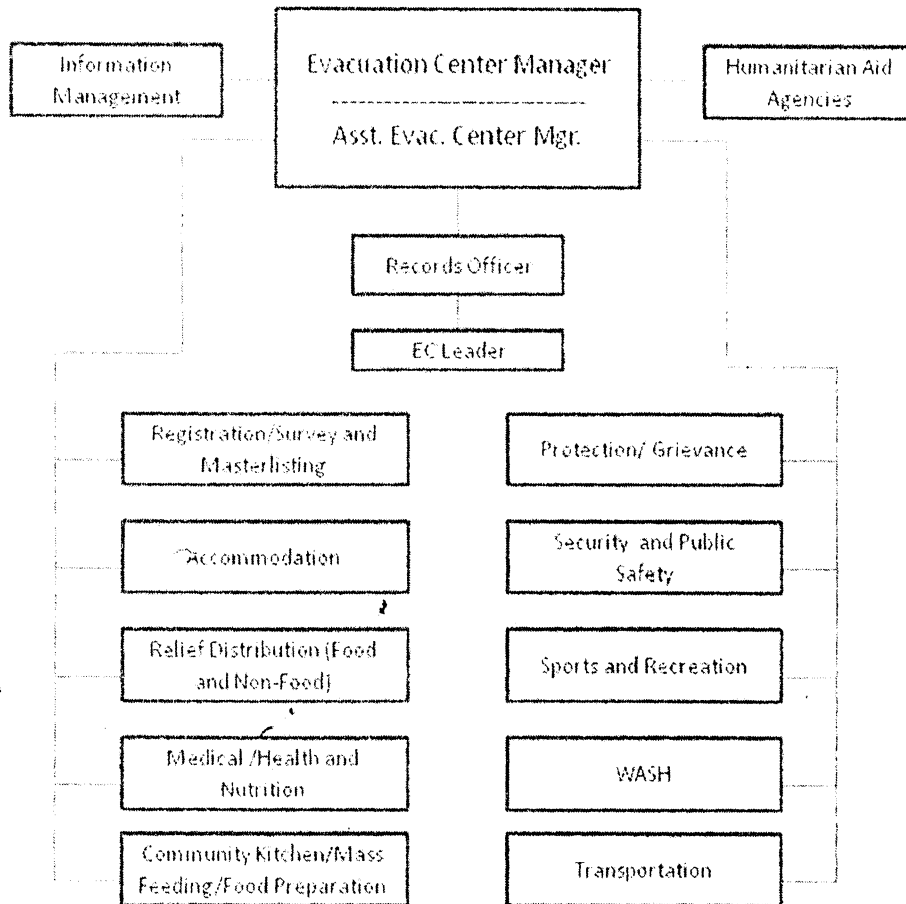 Information
Management
Evacuation Center Manager
Asst. Evac. Center Mgr.
Humanitarian Aid
Agencies
Records Officer
EC Leader
Registration/Survey and
Masterlisting
Accommodation
Relief Distribution (Food
and Non-Food)
Medical /Health and
Nutrition
Community Kitchen/Mass
Feeding/Food Preparation
Protection/ Grievance
Security and Public
Safety
Sports and Recreation
WASH
Transportation